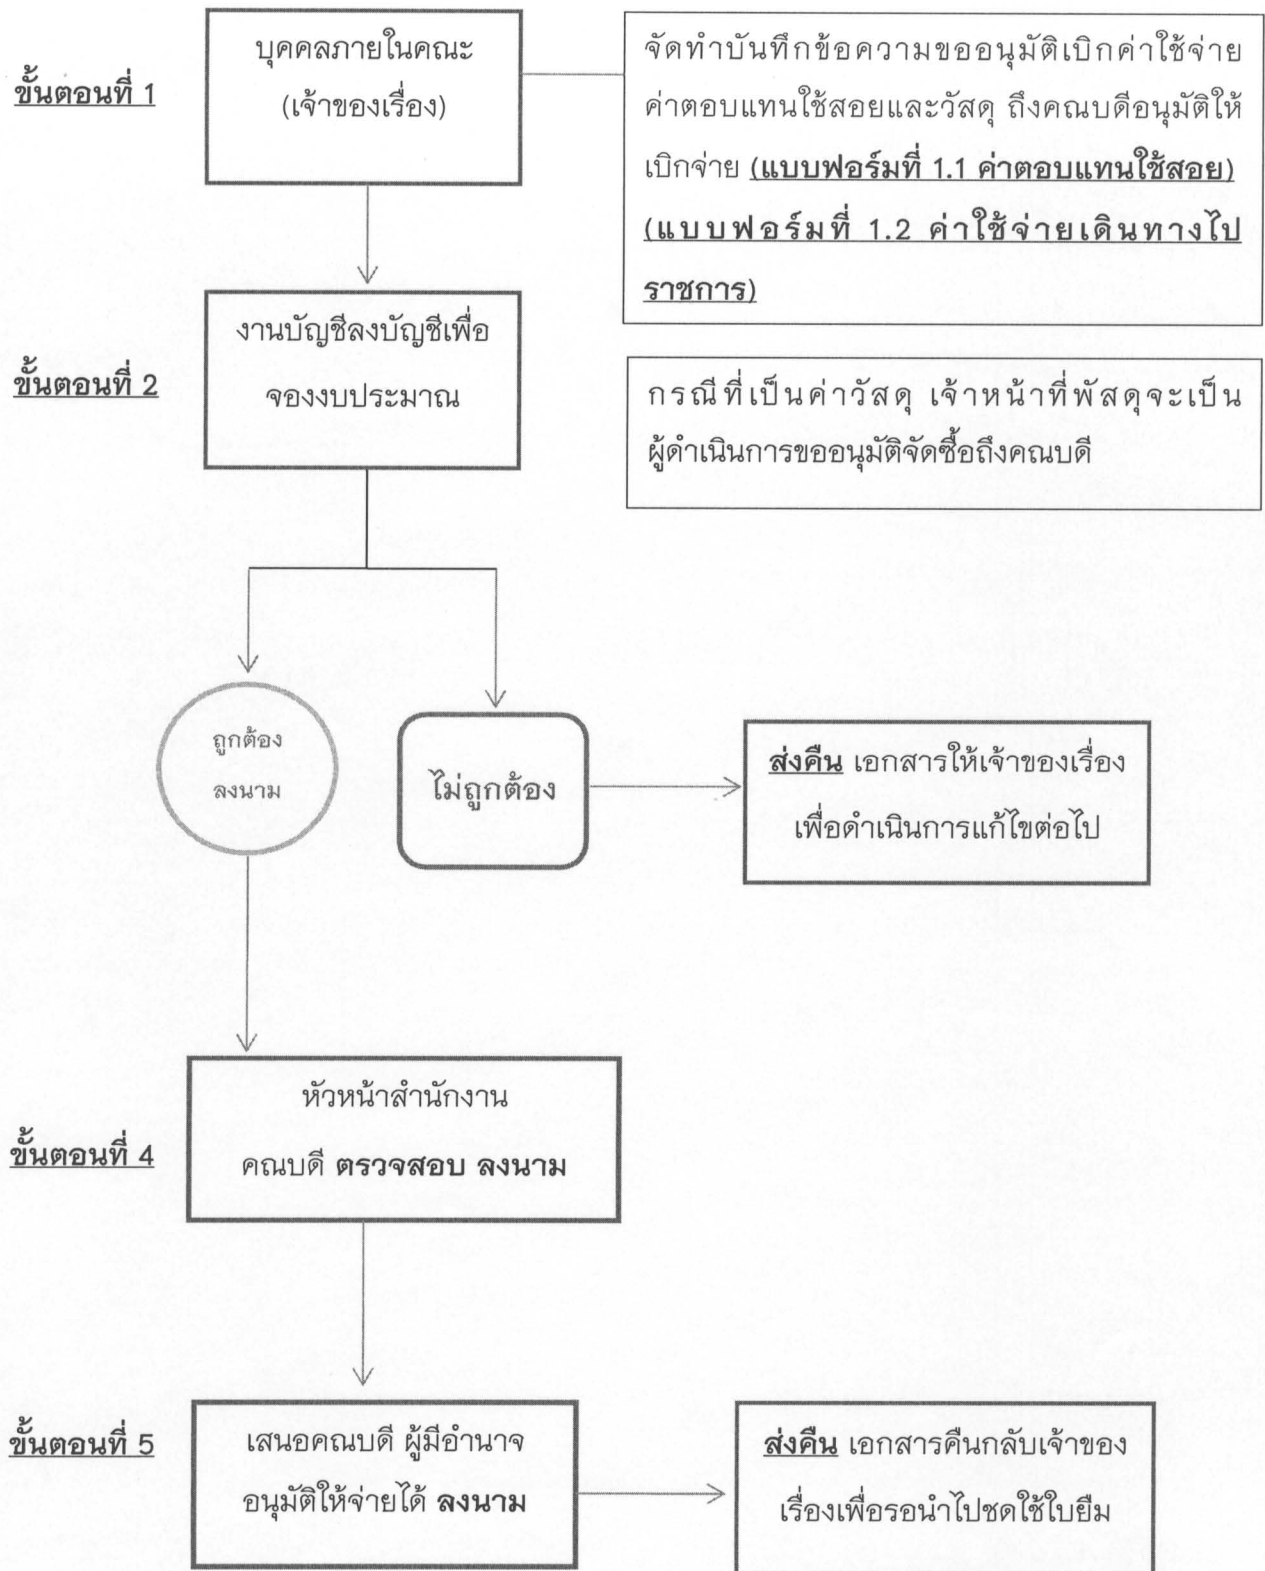 ขั้นตอนที่ 1
บุคคลภายในคณะ
(เจ้าของเรื่อง)
จัดทำบันทึกข้อความขออนุมัติเบิกค่าใช้จ่าย
ค่าตอบแทนใช้สอยและวัสดุ ถึงคณบดีอนุมัติให้
เบิกจ่าย (แบบฟอร์มที่ 1.1 ค่าตอบแทนใช้สอย)
(แบบฟอร์มที่ 1.2 ค่าใช้จ่ายเดินทางไป
ราชการ)
ขั้นตอนที่ 2
งานบัญชีลงบัญชีเพื่อ
จองงบประมาณ
กรณีที่เป็นค่าวัสดุ เจ้าหน้าที่พัสดุจะเป็น
ผู้ดำเนินการขออนุมัติจัดซื้อถึงคณบดี
ถูกต้อง
ลงนาม
ไม่ถูกต้อง
ส่งคืน เอกสารให้เจ้าของเรื่อง
เพื่อดำเนินการแก้ไขต่อไป
ขั้นตอนที่ 4
หัวหน้าสำนักงาน
คณบดี ตรวจสอบ ลงนาม
ขั้นตอนที่ 5
เสนอคณบดี ผู้มีอำนาจ
อนุมัติให้จ่ายได้ ลงนาม
ส่งคืน เอกสารคืนกลับเจ้าของ
เรื่องเพื่อรอนำไปชดใช้ใบยืม